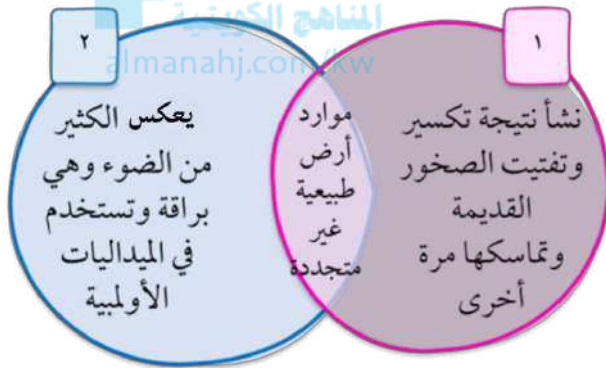 المناهج الكويتية
almanahj.com/kw
١
نشأ نتيجة تكسير
وتفتيت الصخور
القديمة
وتماسكها مرة
أخرى
موارد
أرض
طبيعية
غير
متجددة
٢
يعكس الكثير
من الضوء وهي
براقة وتستخدم
في الميداليات
الأولمبية